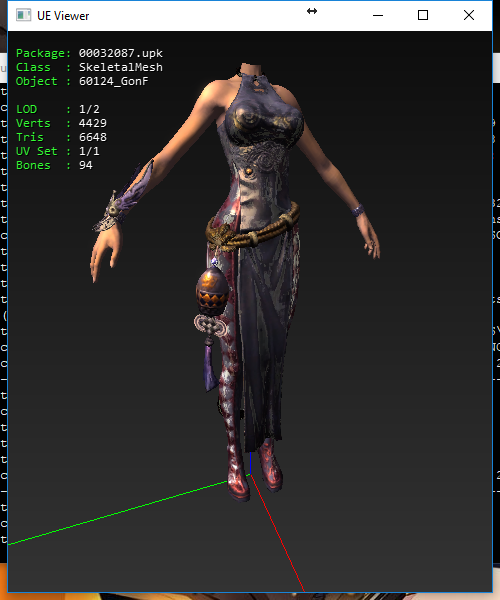 UE Viewer
Package: 00032087.upk
Class : SkeletalMesh
Object : 60124_GonF
LOD : 1/2
Verts : 4429
Tris : 6648
UV Set : 1/1
Bones : 94